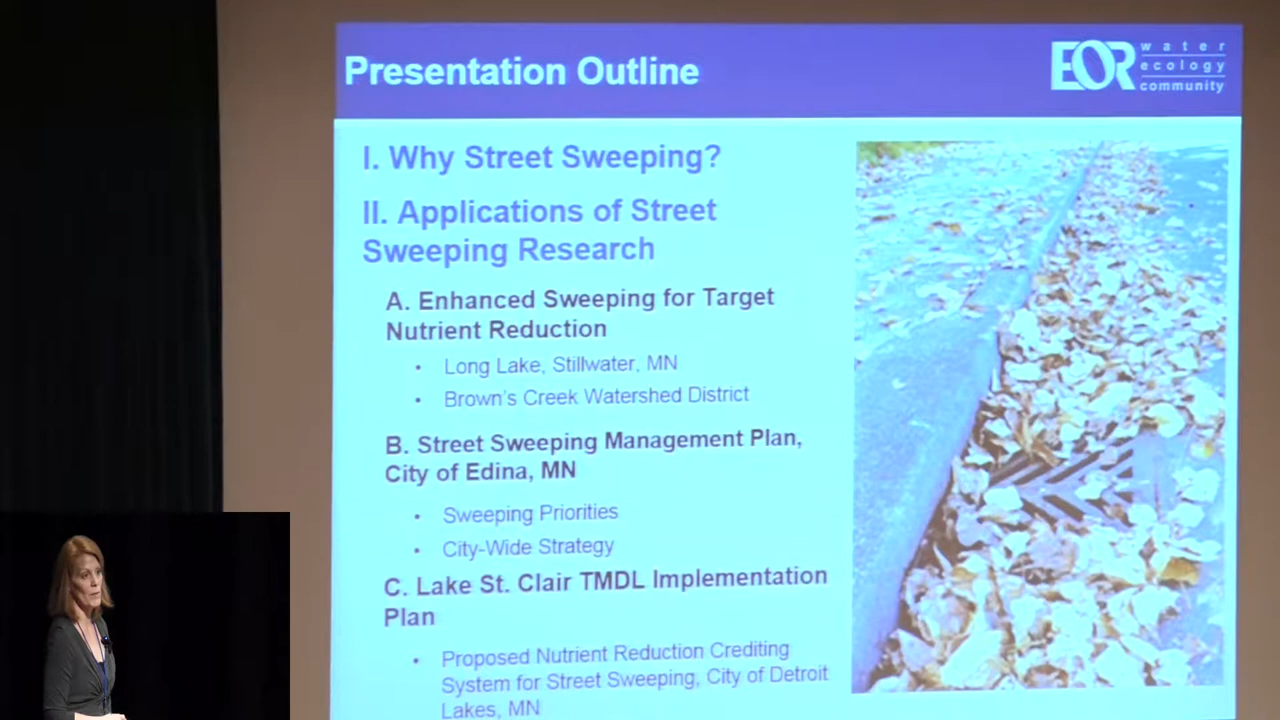 Presentation Outline
EOR
water
ecology
community
I. Why Street Sweeping?
II. Applications of Street
Sweeping Research
A. Enhanced Sweeping for Target
Nutrient Reduction
• Long Lake, Stillwater, MN
• Brown's Creek Watershed District
B. Street Sweeping Management Plan,
City of Edina, MN
• Sweeping Priorities
• City-Wide Strategy
C. Lake St. Clair TMDL Implementation
Plan
• Proposed Nutrient Reduction Crediting
System for Street Sweeping, City of Detroit
Lakes, MN